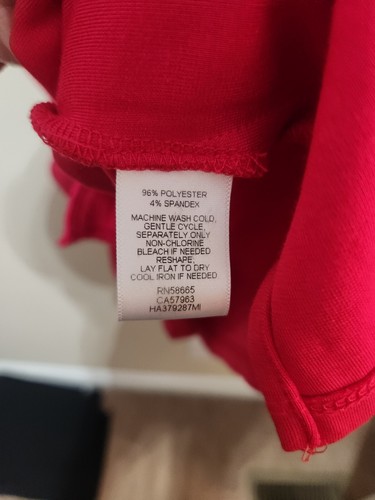 96% POLYESTER
4% SPANDEX
MACHINE WASH COLD,
GENTLE CYCLE,
SEPARATELY ONLY
NON-CHLORINE
BLEACH IF NEEDED
RESHAPE,
LAY FLAT TO DRY
COOL IRON IF NEEDED
RN58665
CA57963
HA379287MI